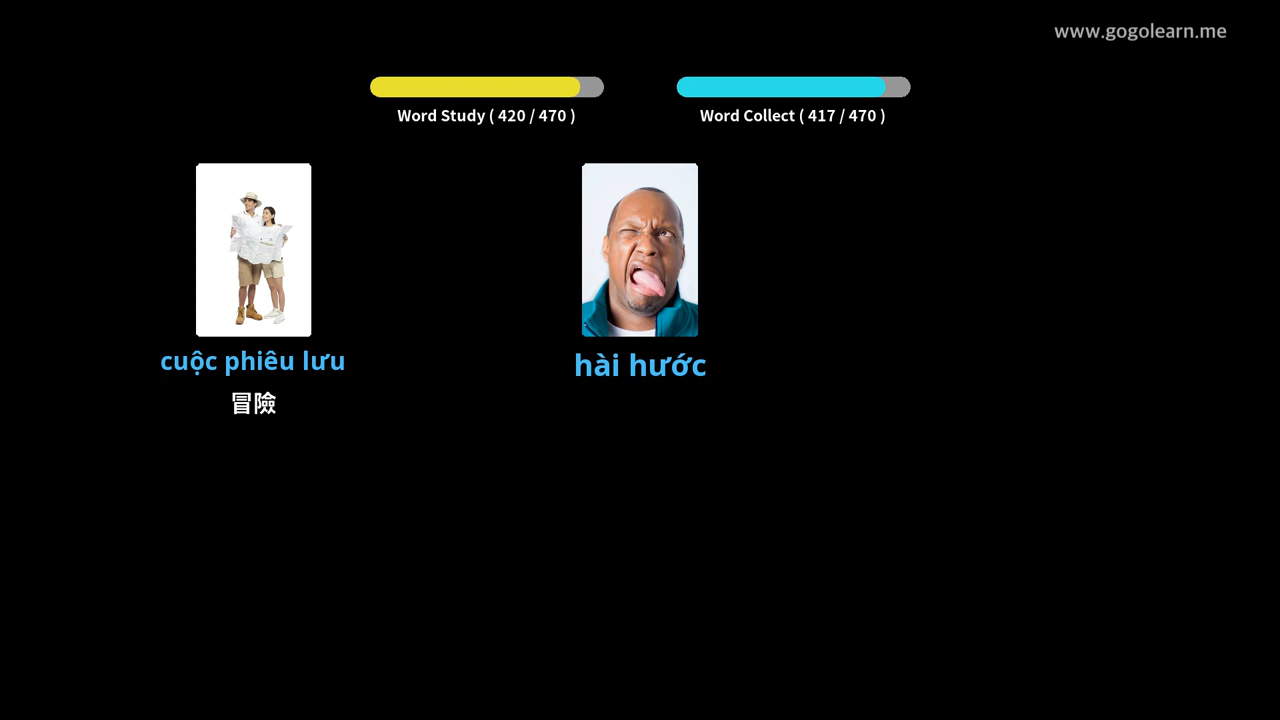 www.gogolearn.me
Word Study ( 420 / 470 )
Word Collect ( 417 / 470 )
cuộc phiêu lưu
冒險
hài hước